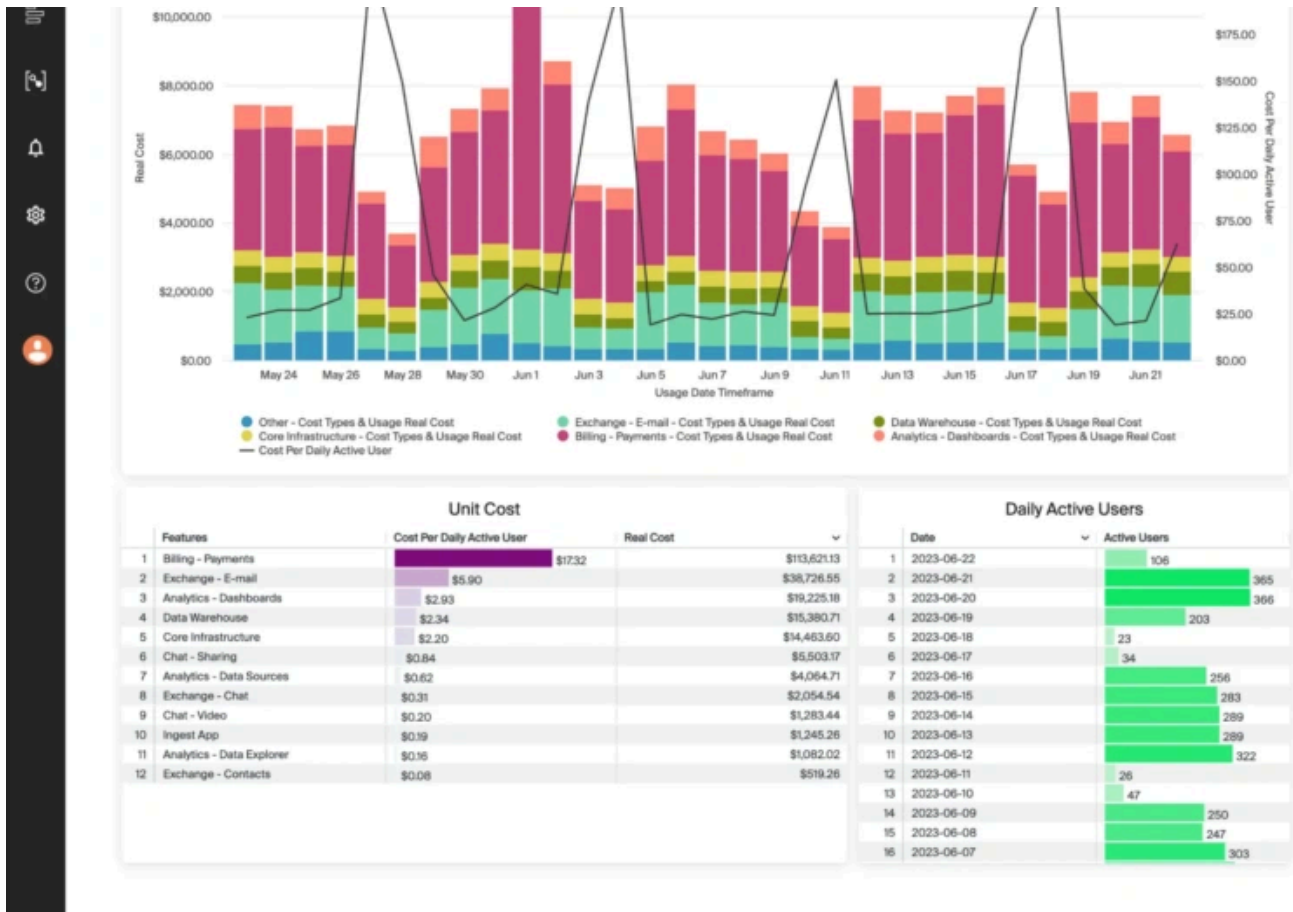 $10,000.00
$8,000.00
$6,000.00
$4,000.00
$2,000.00
$0.00
Real Cost
$175.00
$150.00
$125.00
$100.00
$75.00
$50.00
$25.00
$0.00
Cost Per Daily Active User
May 24 May 26 May 28 May 30 Jun 1 Jun 3 Jun 5 Jun 7 Jun 9 Jun 11 Jun 13 Jun 15 Jun 17 Jun 19 Jun 21
Usage Date Timeframe
Other - Cost Types & Usage Real Cost Exchange - E-mail - Cost Types & Usage Real Cost Data Warehouse - Cost Types & Usage Real Cost
Core Infrastructure - Cost Types & Usage Real Cost Billing - Payments - Cost Types & Usage Real Cost Analytics - Dashboards - Cost Types & Usage Real Cost
Cost Per Daily Active User
Unit Cost
Features Cost Per Daily Active User Real Cost
1 Billing - Payments $17.32 $113,621.13
2 Exchange - E-mail $5.90 $38,726.55
3 Analytics - Dashboards $2.93 $19,225.18
4 Data Warehouse $2.34 $15,380.71
5 Core Infrastructure $2.20 $14,463.60
6 Chat - Sharing $0.84 $5,503.17
7 Analytics - Data Sources $0.62 $4,064.71
8 Exchange - Chat $0.31 $2,054.54
9 Chat - Video $0.20 $1,283.44
10 Ingest App $0.19 $1,245.26
11 Analytics - Data Explorer $0.16 $1,082.02
12 Exchange - Contacts $0.08 $519.26
Daily Active Users
Date Active Users
1 2023-06-22 106
2 2023-06-21 365
3 2023-06-20 366
4 2023-06-19 203
5 2023-06-18 23
6 2023-06-17 34
7 2023-06-16 256
8 2023-06-15 283
9 2023-06-14 289
10 2023-06-13 289
11 2023-06-12 322
12 2023-06-11 26
13 2023-06-10 47
14 2023-06-09 250
15 2023-06-08 247
16 2023-06-07 303